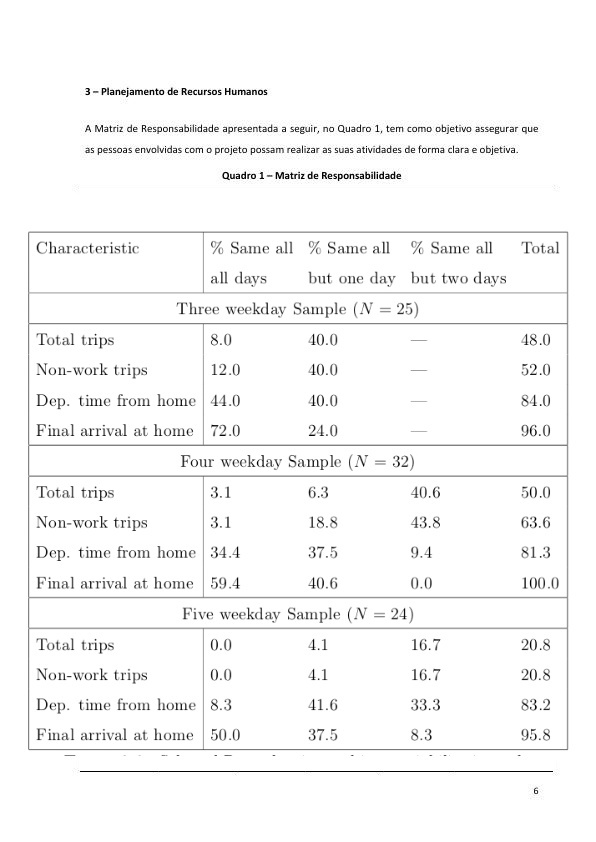 3 – Planejamento de Recursos Humanos
A Matriz de Responsabilidade apresentada a seguir, no Quadro 1, tem como objetivo assegurar que
as pessoas envolvidas com o projeto possam realizar as suas atividades de forma clara e objetiva.
Quadro 1 – Matriz de Responsabilidade
Characteristic % Same all % Same all % Same all Total
all days but one day but two days
Three weekday Sample (N = 25)
Total trips 8.0 40.0 — 48.0
Non-work trips 12.0 40.0 — 52.0
Dep. time from home 44.0 40.0 — 84.0
Final arrival at home 72.0 24.0 — 96.0
Four weekday Sample (N = 32)
Total trips 3.1 6.3 40.6 50.0
Non-work trips 3.1 18.8 43.8 63.6
Dep. time from home 34.4 37.5 9.4 81.3
Final arrival at home 59.4 40.6 0.0 100.0
Five weekday Sample (N = 24)
Total trips 0.0 4.1 16.7 20.8
Non-work trips 0.0 4.1 16.7 20.8
Dep. time from home 8.3 41.6 33.3 83.2
Final arrival at home 50.0 37.5 8.3 95.8
6